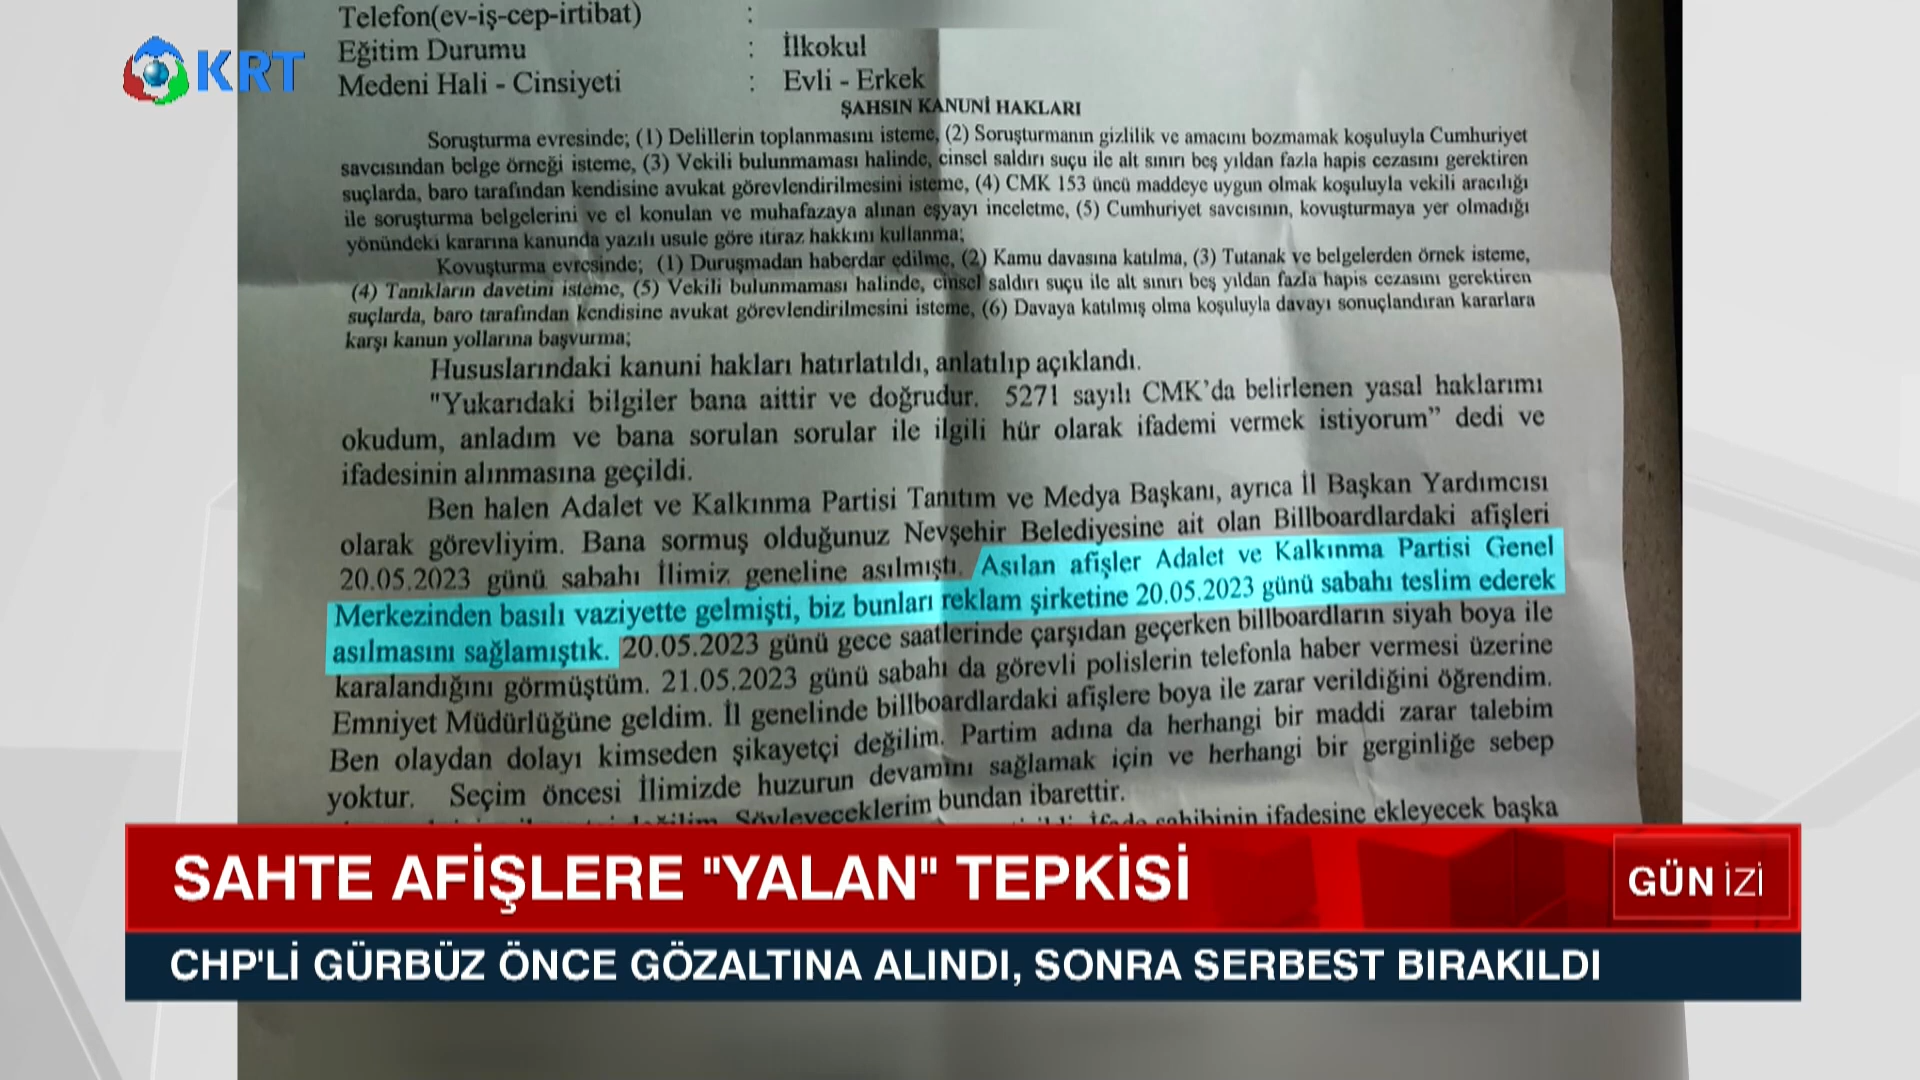 Telefon(ev-iş-cep-irtibat) :
KRT
Eğitim Durumu : İlkokul
Medeni Hali - Cinsiyeti : Evli - Erkek
ŞAHSIN KANUNİ HAKLARI
Soruşturma evresinde; (1) Delillerin toplanmasını isteme, (2) Soruşturmanın gizlilik ve amacını bozmamak koşuluyla Cumhuriyet
savcısından belge örneği isteme, (3) Vekili bulunmaması halinde, cinsel saldırı suçu ile alt sınırı beş yıldan fazla hapis cezasını gerektiren
suçlarda, baro tarafından kendisine avukat görevlendirilmesini isteme, (4) CMK 153 üncü maddeye uygun olmak koşuluyla vekili aracılığı
ile soruşturma belgelerini ve el konulan ve muhafazaya alınan eşyayı inceletme, (5) Cumhuriyet savcısının, kovuşturmaya yer olmadığı
yönündeki kararına kanunda yazılı usule göre itiraz hakkını kullanma;
Kovuşturma evresinde; (1) Duruşmadan haberdar edilme, (2) Kamu davasına katılma, (3) Tutanak ve belgelerden örnek isteme,
(4) Tanıkların davetini isteme, (5) Vekili bulunmaması halinde, cinsel saldırı suçu ile alt sınırı beş yıldan fazla hapis cezasını gerektiren
suçlarda, baro tarafından kendisine avukat görevlendirilmesini isteme, (6) Davaya katılmış olma koşuluyla davayı sonuçlandıran kararlara
karşı kanun yollarına başvurma;
Hususlarındaki kanuni hakları hatırlatıldı, anlatılıp açıklandı.
"Yukarıdaki bilgiler bana aittir ve doğrudur. 5271 sayılı CMK'da belirlenen yasal haklarımı
okudum, anladım ve bana sorulan sorular ile ilgili hür olarak ifademi vermek istiyorum” dedi ve
ifadesinin alınmasına geçildi.
Ben halen Adalet ve Kalkınma Partisi Tanıtım ve Medya Başkanı, ayrıca İl Başkan Yardımcısı
olarak görevliyim. Bana sormuş olduğunuz Nevşehir Belediyesine ait olan Billboardlardaki afişleri
20.05.2023 günü sabahı İlimiz geneline asılmıştı. Asılan afişler Adalet ve Kalkınma Partisi Genel
Merkezinden basılı vaziyette gelmişti, biz bunları reklam şirketine 20.05.2023 günü sabahı teslim ederek
asılmasını sağlamıştık. 20.05.2023 günü gece saatlerinde çarşıdan geçerken billboardların siyah boya ile
karalandığını görmüştüm. 21.05.2023 günü sabahı da görevli polislerin telefonla haber vermesi üzerine
Emniyet Müdürlüğüne geldim. İl genelinde billboardlardaki afişlere boya ile zarar verildiğini öğrendim.
Ben olaydan dolayı kimseden şikayetçi değilim. Partim adına da herhangi bir maddi zarar talebim
yoktur. Seçim öncesi İlimizde huzurun devamını sağlamak için ve herhangi bir gerginliğe sebep
değilim. Söyleyeceklerim bundan ibarettir.
İfade sahibinin ifadesine ekleyecek başka
SAHTE AFİŞLERE "YALAN" TEPKİSİ
GÜN İZİ
CHP'Lİ GÜRBÜZ ÖNCE GÖZALTINA ALINDI, SONRA SERBEST BIRAKILDI